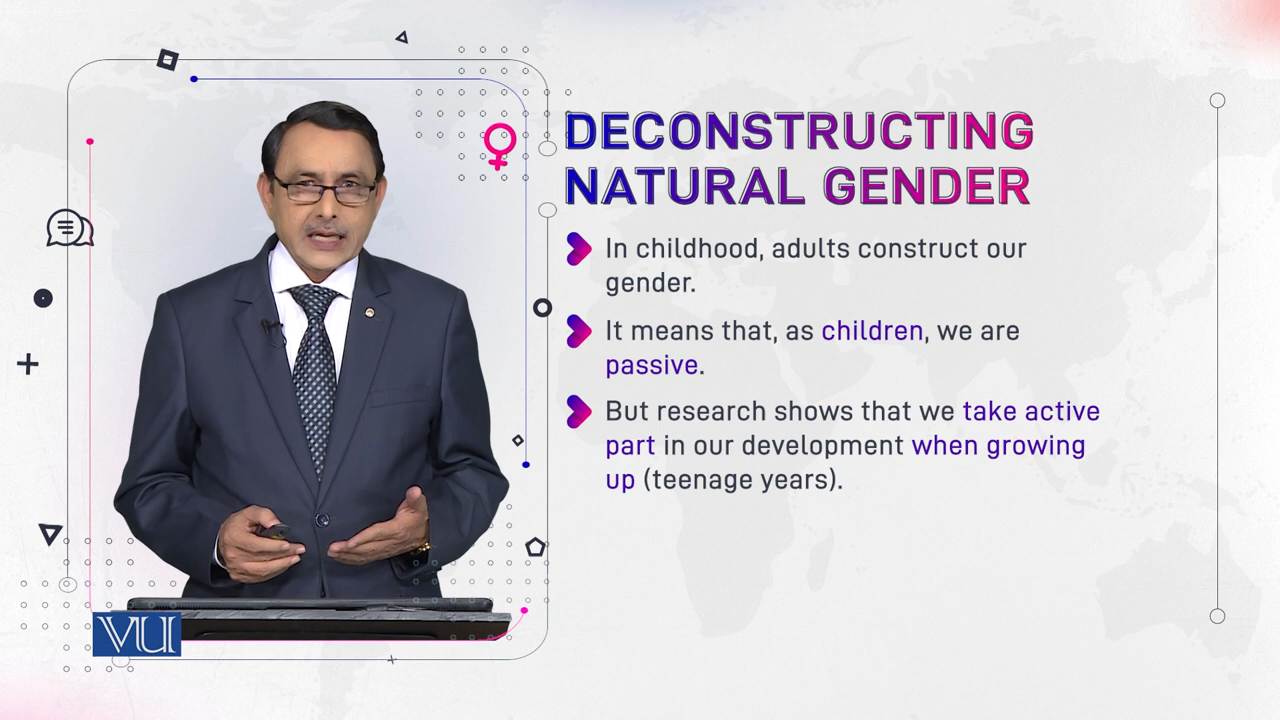 DECONSTRUCTING
NATURAL GENDER
In childhood, adults construct our
gender.
It means that, as children, we are
passive.
But research shows that we take active
part in our development when growing
up (teenage years).
VU